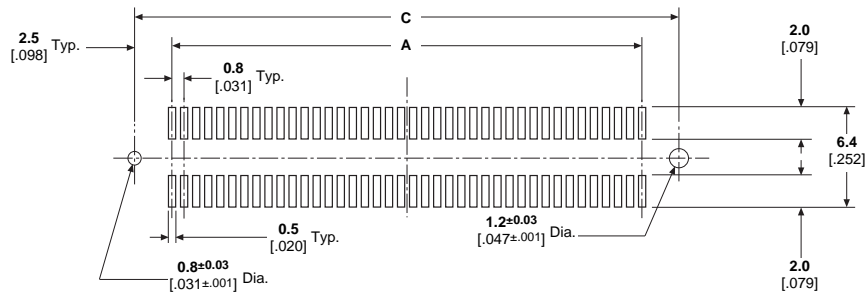 C
2.5
[.098] Typ.
A
2.0
[.079]
0.8
[.031] Typ.
6.4
[.252]
0.5
[.020] Typ.
1.2±0.03
[.047±.001] Dia.
0.8±0.03
[.031±.001] Dia.
2.0
[.079]